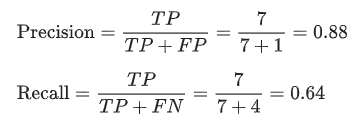 Precision = TP / (TP + FP) = 7 / (7 + 1) = 0.88
Recall = TP / (TP + FN) = 7 / (7 + 4) = 0.64